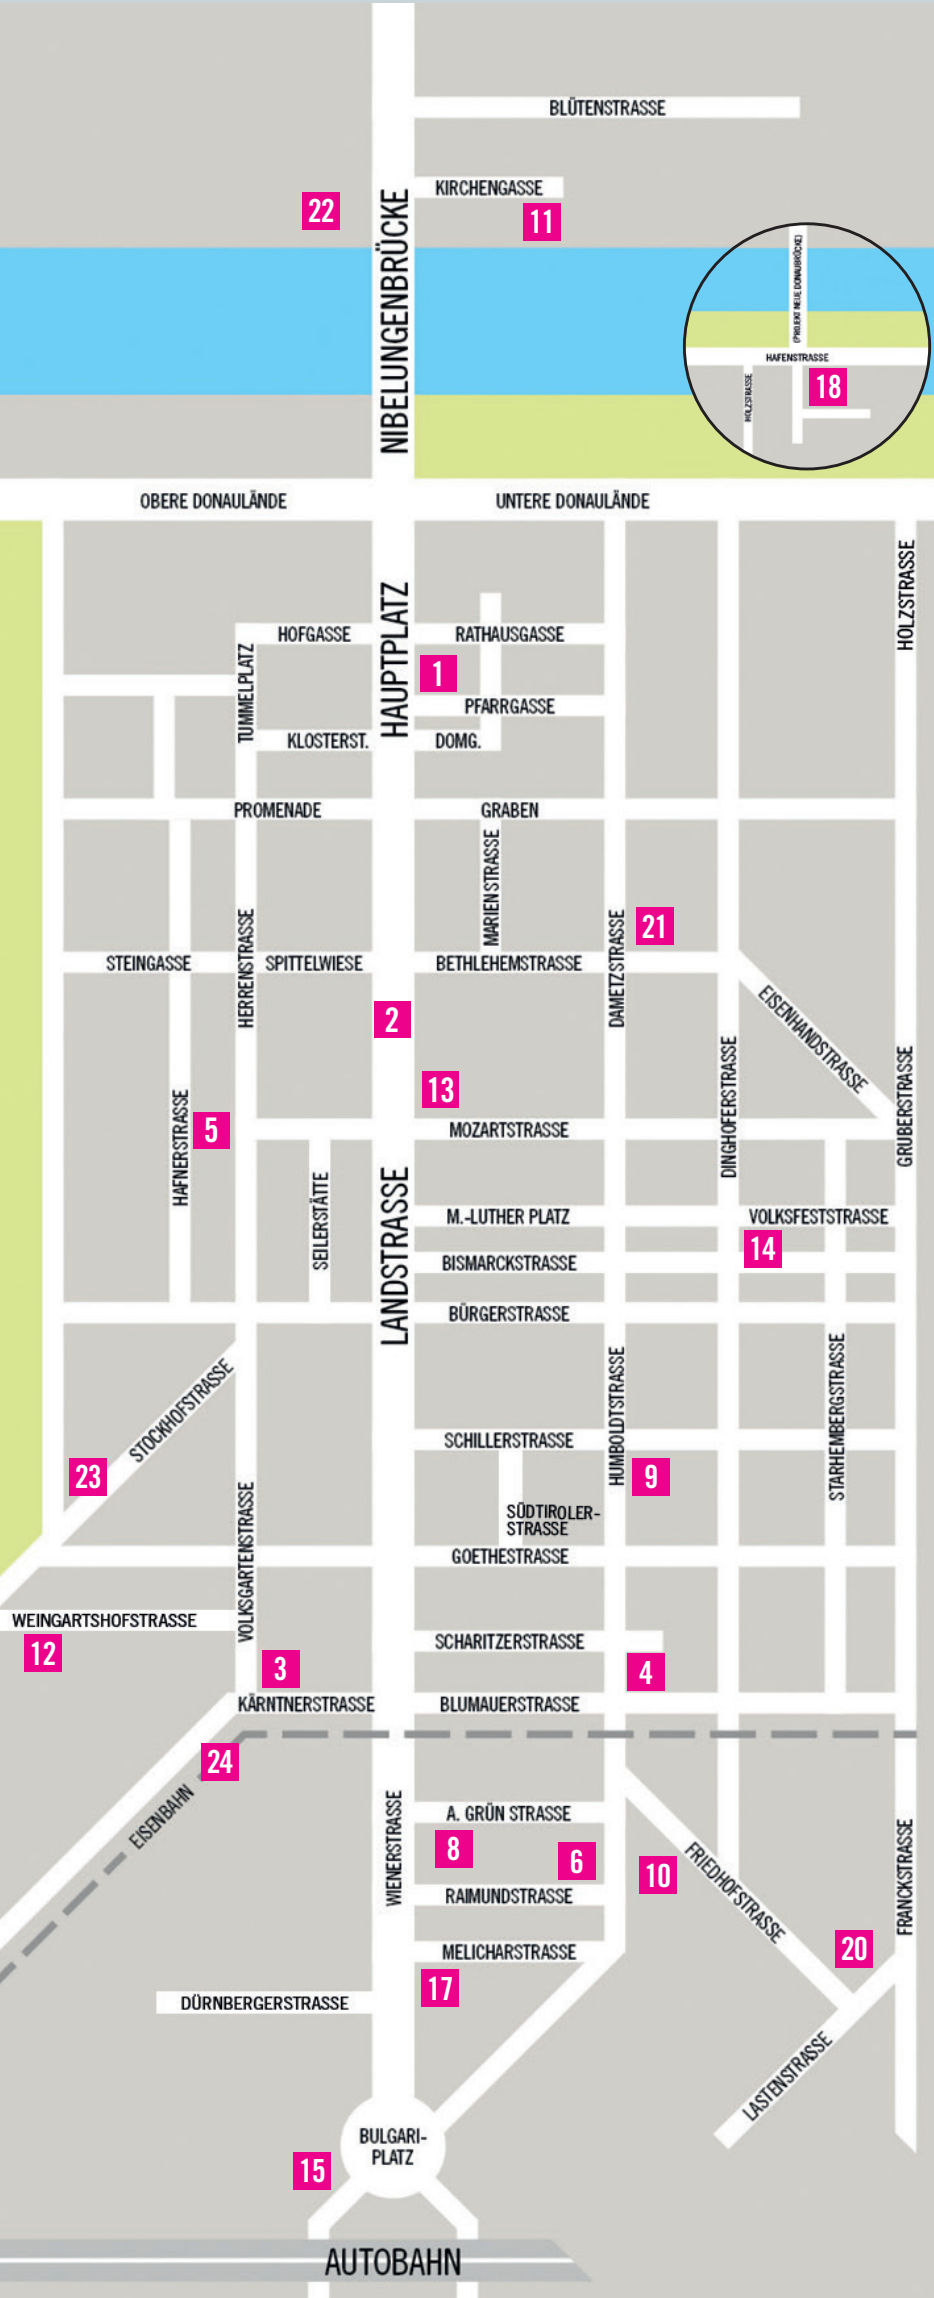 BLÜTENSTRASSE
KIRCHENGASSE
22
11
NIBELUNGENBRÜCKE
(PROJEKT NEUE DONAUBRÜCKE)
HAFENSTRASSE
HOLZSTRASSE
18
OBERE DONAULÄNDE
UNTERE DONAULÄNDE
HOLZSTRASSE
HAUPTPLATZ
HOFGASSE
RATHAUSGASSE
TUMMELPLATZ
1
PFARRGASSE
KLOSTERST.
DOMG.
PROMENADE
GRABEN
MARIENSTRASSE
21
HERRENSTRASSE
DAMETZSTRASSE
STEINGASSE
SPITTELWIESE
BETHLEHEMSTRASSE
EISENHANDSTRASSE
2
DINGHOFERSTRASSE
GRUBERSTRASSE
13
HAFNERSTRASSE
5
MOZARTSTRASSE
SEILERSTÄTTE
LANDSTRASSE
M.-LUTHER PLATZ
VOLKSFESTSTRASSE
14
BISMARCKSTRASSE
BÜRGERSTRASSE
STOCKHOFSTRASSE
HUMBOLDTSTRASSE
STARHEMBERGSTRASSE
SCHILLERSTRASSE
23
9
VOLKSGARTENSTRASSE
SÜDTIROLER-
STRASSE
GOETHESTRASSE
WEINGARTSHOFSTRASSE
12
SCHARITZERSTRASSE
3
4
KÄRNTNERSTRASSE
BLUMAUERSTRASSE
24
EISENBAHN
WIENERSTRASSE
A. GRÜN STRASSE
8
6
10
FRIEDHOFSTRASSE
FRANCKSTRASSE
RAIMUNDSTRASSE
MELICHARSTRASSE
20
17
DÜRNBERGERSTRASSE
LASTENSTRASSE
BULGARI-
PLATZ
15
AUTOBAHN